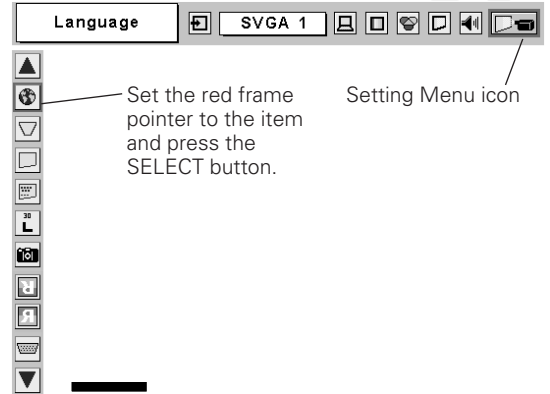 Language SVGA 1
Set the red frame
pointer to the item
and press the
SELECT button.
Setting Menu icon
30
L
R
R